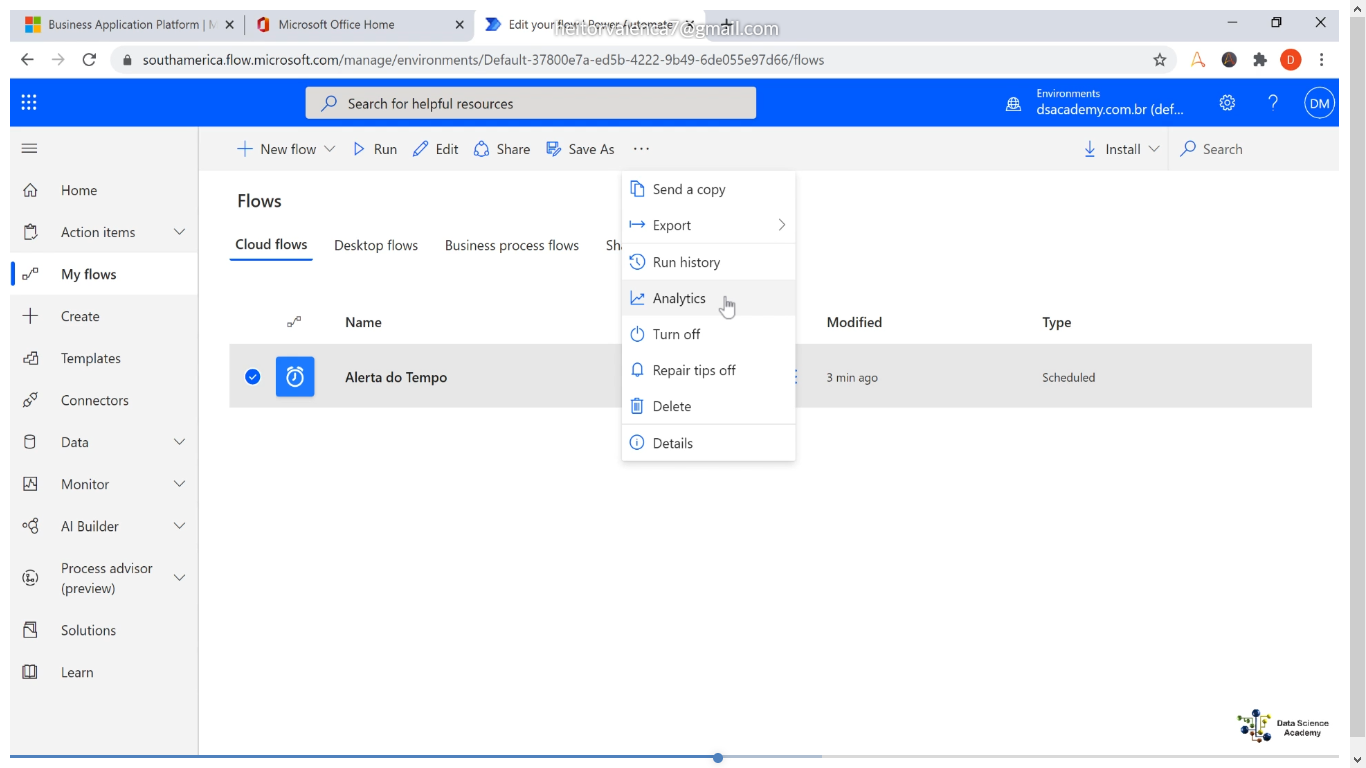 Business Application Platform | M
Microsoft Office Home
Edit your flow | Power Automate
heitorvalerica7@gmail.com
southamerica.flow.microsoft.com/manage/environments/Default-37800e7a-ed5b-4222-9b49-6de055e97d66/flows
A
A
D
Search for helpful resources
Environments
dsacademy.com.br (def...
?
DM
New flow
Run
Edit
Share
Save As
...
Install
Search
Home
Action items
My flows
Create
Templates
Connectors
Data
Monitor
AI Builder
Process advisor
(preview)
Solutions
Learn
Flows
Cloud flows
Desktop flows
Business process flows
Sh
Send a copy
Export
Run history
Analytics
Turn off
Repair tips off
Delete
Details
Name
Modified
Type
Alerta do Tempo
3 min ago
Scheduled
Data Science
Academy